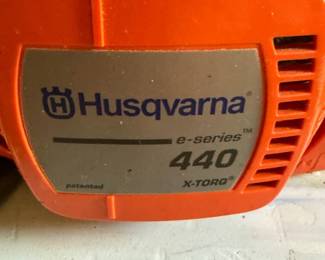 Husqvarna®
e-series™
440
patented X-TORQ®